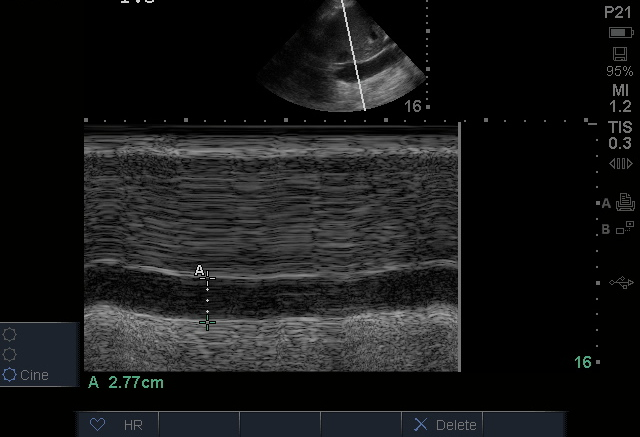 P21
95%
MI
1.2
TIS
0.3
16
A
B
A
16
Cine
A 2.77cm
HR
Delete